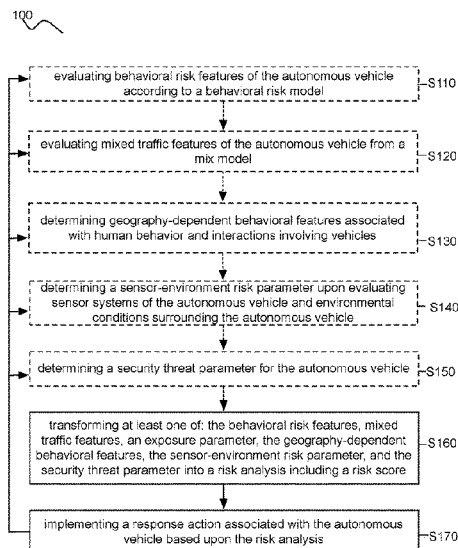 100
evaluating behavioral risk features of the autonomous vehicle
according to a behavioral risk model
S110
evaluating mixed traffic features of the autonomous vehicle from a
mix model
S120
determining geography-dependent behavioral features associated
with human behavior and interactions involving vehicles
S130
determining a sensor-environment risk parameter upon evaluating
sensor systems of the autonomous vehicle and environmental
conditions surrounding the autonomous vehicle
S140
determining a security threat parameter for the autonomous vehicle
S150
transforming at least one of: the behavioral risk features, mixed
traffic features, an exposure parameter, the geography-dependent
behavioral features, the sensor-environment risk parameter, and the
security threat parameter into a risk analysis including a risk score
S160
implementing a response action associated with the autonomous
vehicle based upon the risk analysis
S170